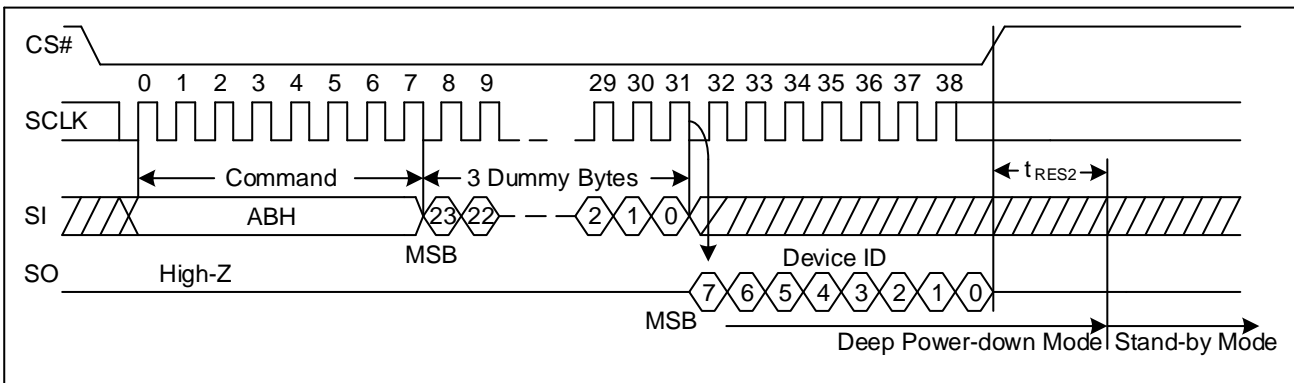 CS#
0 1 2 3 4 5 6 7 8 9 29 30 31 32 33 34 35 36 37 38
SCLK
Command 3 Dummy Bytes tRES2
SI ABH 23 22 2 1 0
MSB Device ID
SO High-Z
7 6 5 4 3 2 1 0
MSB
Deep Power-down Mode Stand-by Mode